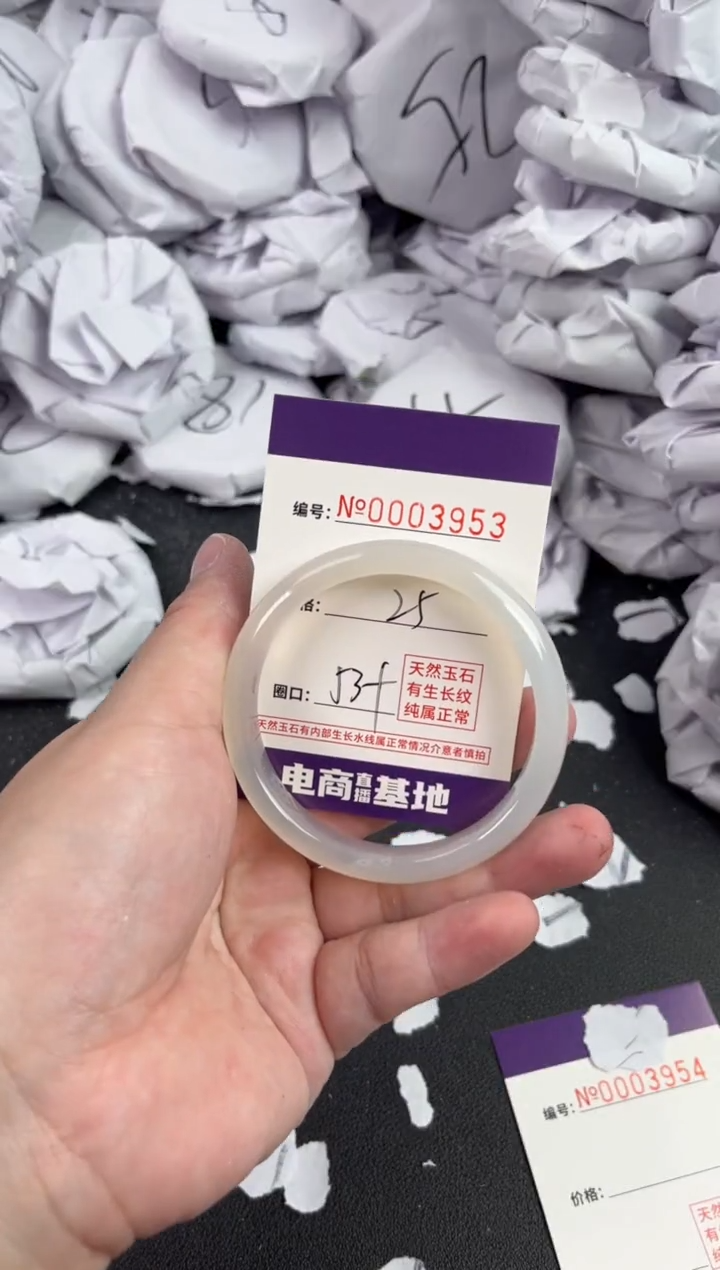 52
编号: №0003953
格: 25
圈口: 53+
天然玉石
有生长纹
纯属正常
天然玉石有内部生长水线属正常情况介意者慎拍
电商直播基地
编号: №0003954
价格:
天然